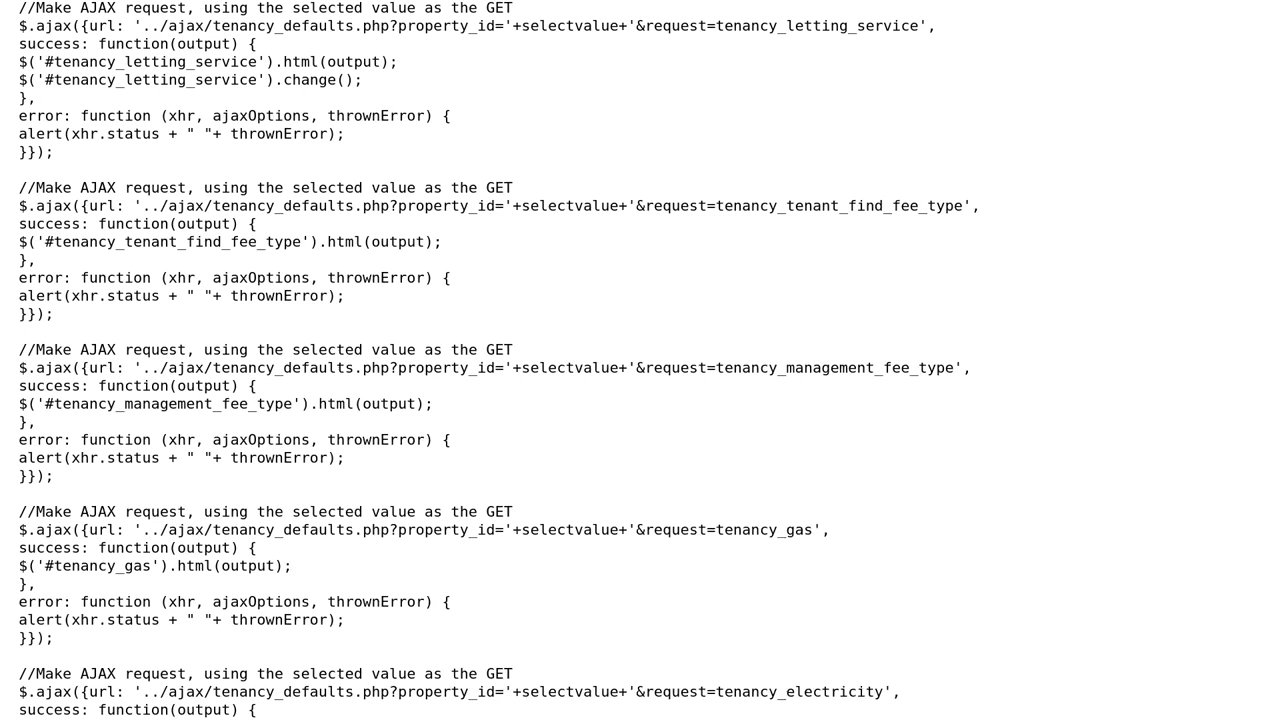 //Make AJAX request, using the selected value as the GET
$.ajax({url: '../ajax/tenancy_defaults.php?property_id='+selectvalue+'&request=tenancy_letting_service',
success: function(output) {
$('#tenancy_letting_service').html(output);
$('#tenancy_letting_service').change();
},
error: function (xhr, ajaxOptions, thrownError) {
alert(xhr.status + " "+ thrownError);
}});

//Make AJAX request, using the selected value as the GET
$.ajax({url: '../ajax/tenancy_defaults.php?property_id='+selectvalue+'&request=tenancy_tenant_find_fee_type',
success: function(output) {
$('#tenancy_tenant_find_fee_type').html(output);
},
error: function (xhr, ajaxOptions, thrownError) {
alert(xhr.status + " "+ thrownError);
}});

//Make AJAX request, using the selected value as the GET
$.ajax({url: '../ajax/tenancy_defaults.php?property_id='+selectvalue+'&request=tenancy_management_fee_type',
success: function(output) {
$('#tenancy_management_fee_type').html(output);
},
error: function (xhr, ajaxOptions, thrownError) {
alert(xhr.status + " "+ thrownError);
}});

//Make AJAX request, using the selected value as the GET
$.ajax({url: '../ajax/tenancy_defaults.php?property_id='+selectvalue+'&request=tenancy_gas',
success: function(output) {
$('#tenancy_gas').html(output);
},
error: function (xhr, ajaxOptions, thrownError) {
alert(xhr.status + " "+ thrownError);
}});

//Make AJAX request, using the selected value as the GET
$.ajax({url: '../ajax/tenancy_defaults.php?property_id='+selectvalue+'&request=tenancy_electricity',
success: function(output) {